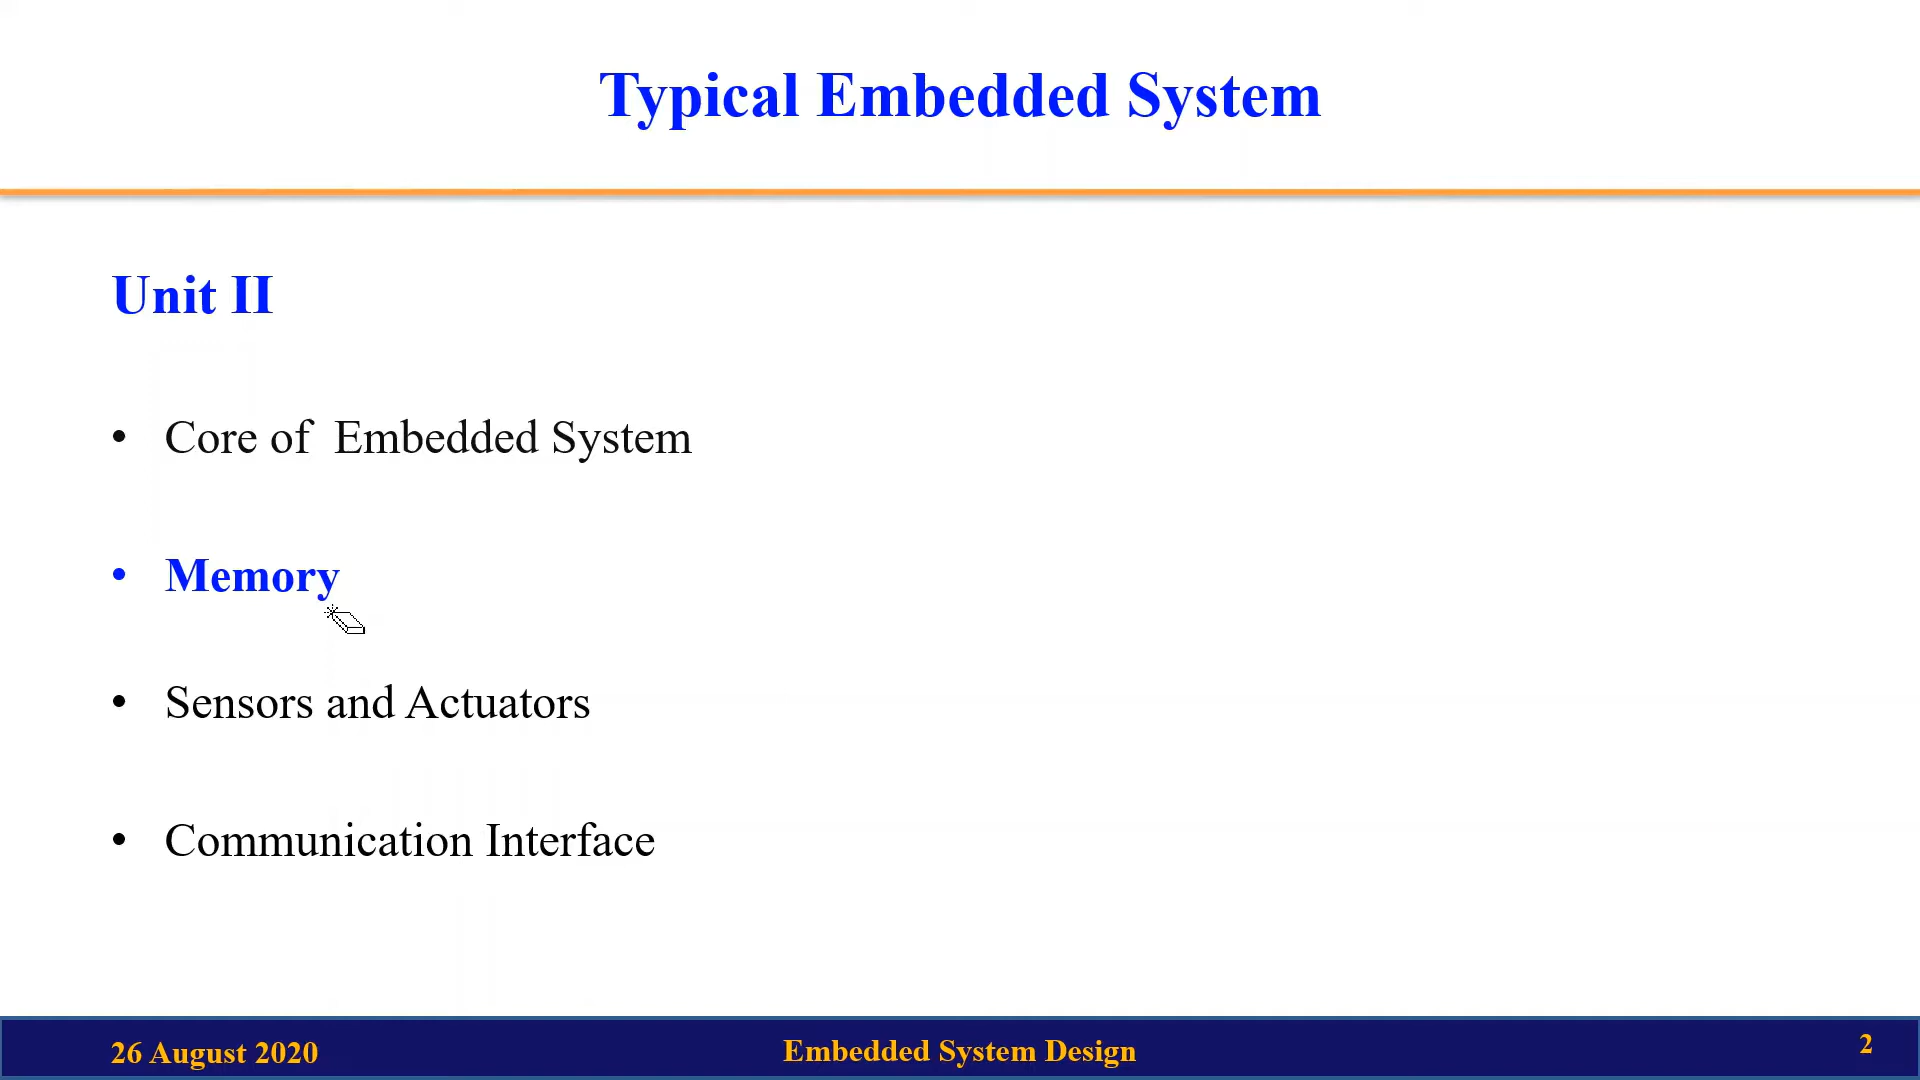 Typical Embedded System
Unit II
• Core of Embedded System
• Memory
• Sensors and Actuators
• Communication Interface
26 August 2020
Embedded System Design
2